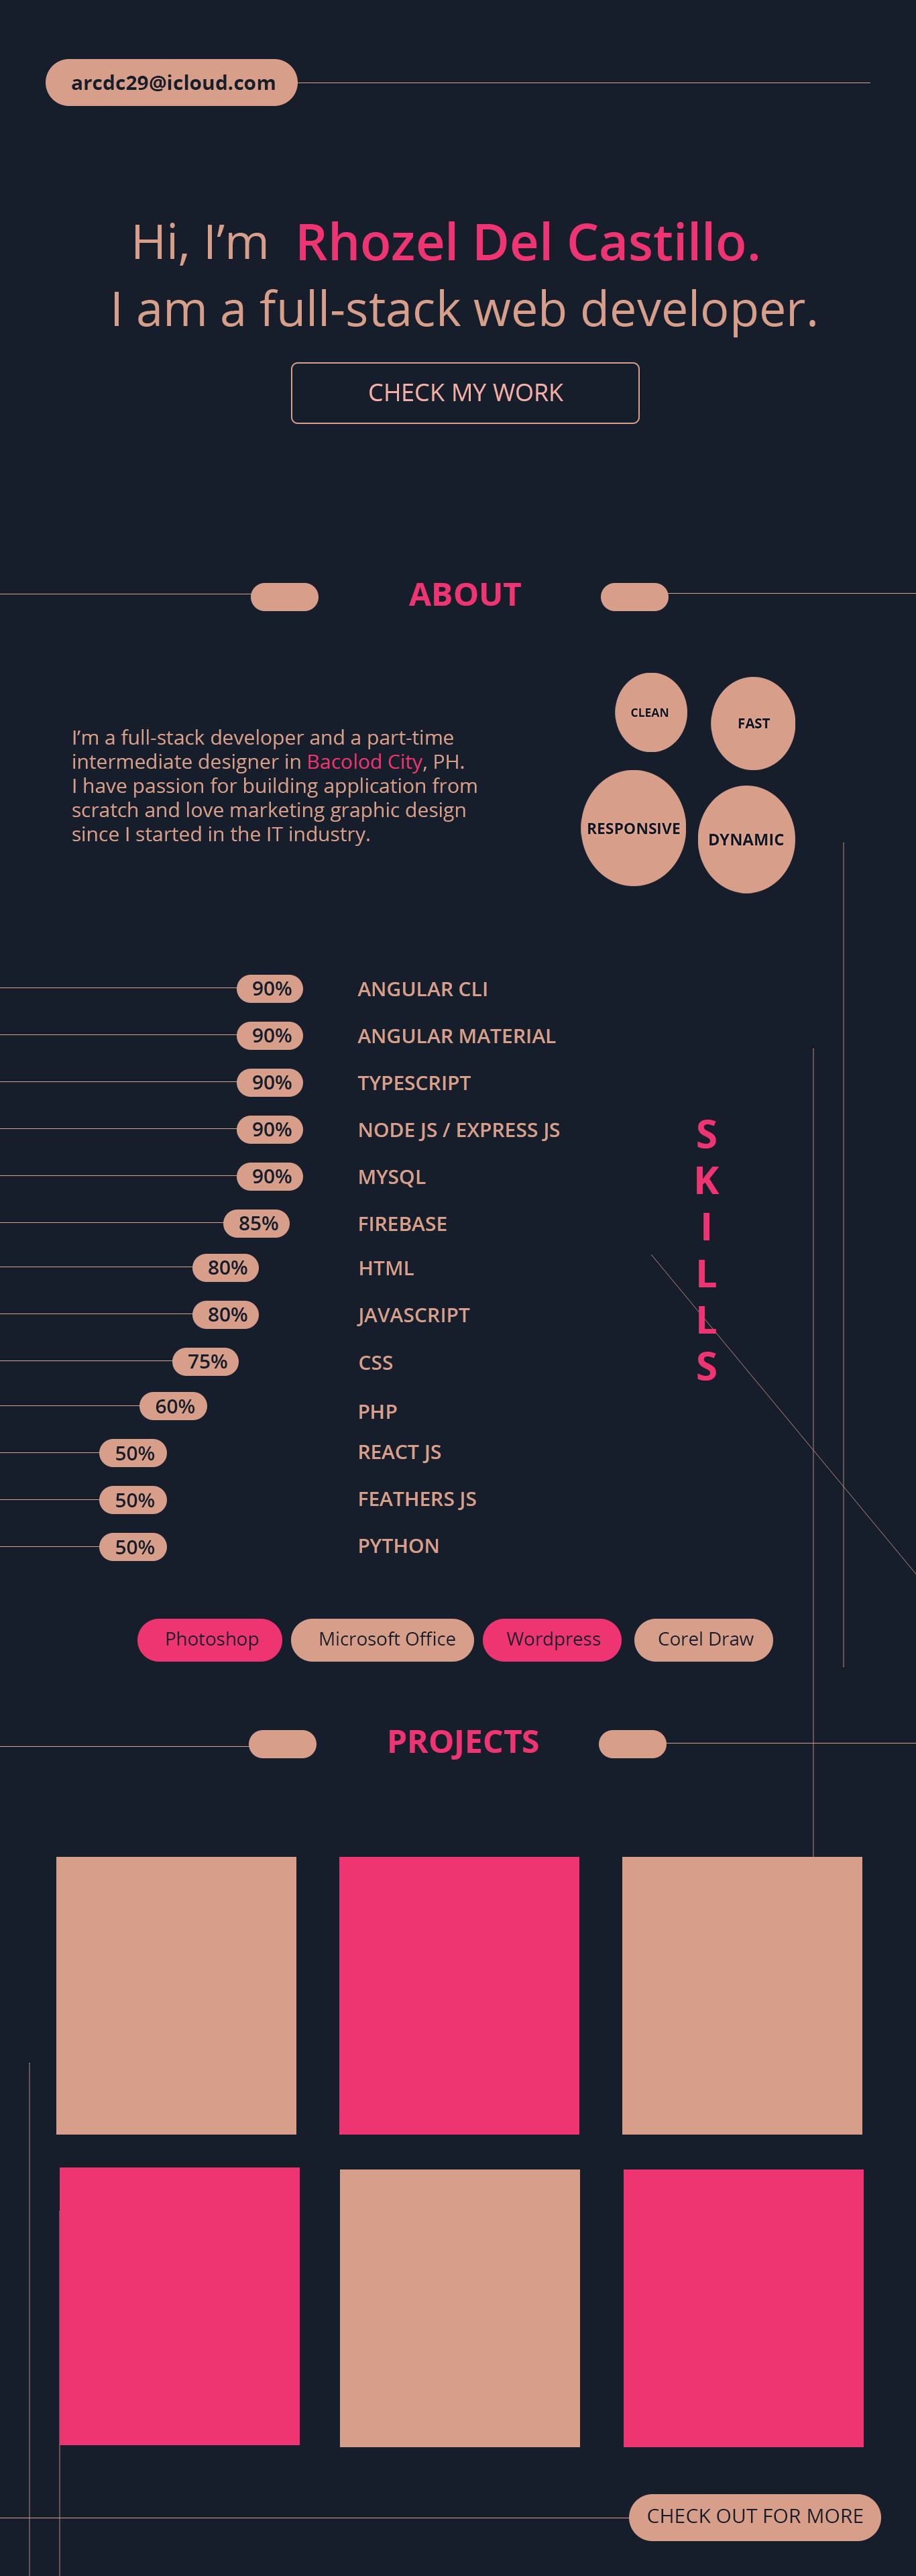 arcdc29@icloud.com
Hi, I’m Rhozel Del Castillo.
I am a full-stack web developer.
CHECK MY WORK
ABOUT
I’m a full-stack developer and a part-time
intermediate designer in Bacolod City, PH.
I have passion for building application from
scratch and love marketing graphic design
since I started in the IT industry.
CLEAN
FAST
RESPONSIVE
DYNAMIC
90% ANGULAR CLI
90% ANGULAR MATERIAL
90% TYPESCRIPT
90% NODE JS / EXPRESS JS
90% MYSQL
85% FIREBASE
80% HTML
80% JAVASCRIPT
75% CSS
60% PHP
50% REACT JS
50% FEATHERS JS
50% PYTHON
S
K
I
L
L
S
Photoshop Microsoft Office Wordpress Corel Draw
PROJECTS
CHECK OUT FOR MORE